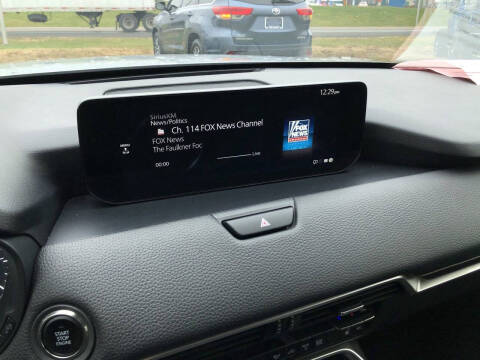 12:29PM
SiriusXM
News/Politics
Ch. 114 FOX News Channel
FOX News
The Faulkner Foc
00:00
Live
FOX
NEWS
START
STOP
ENGINE